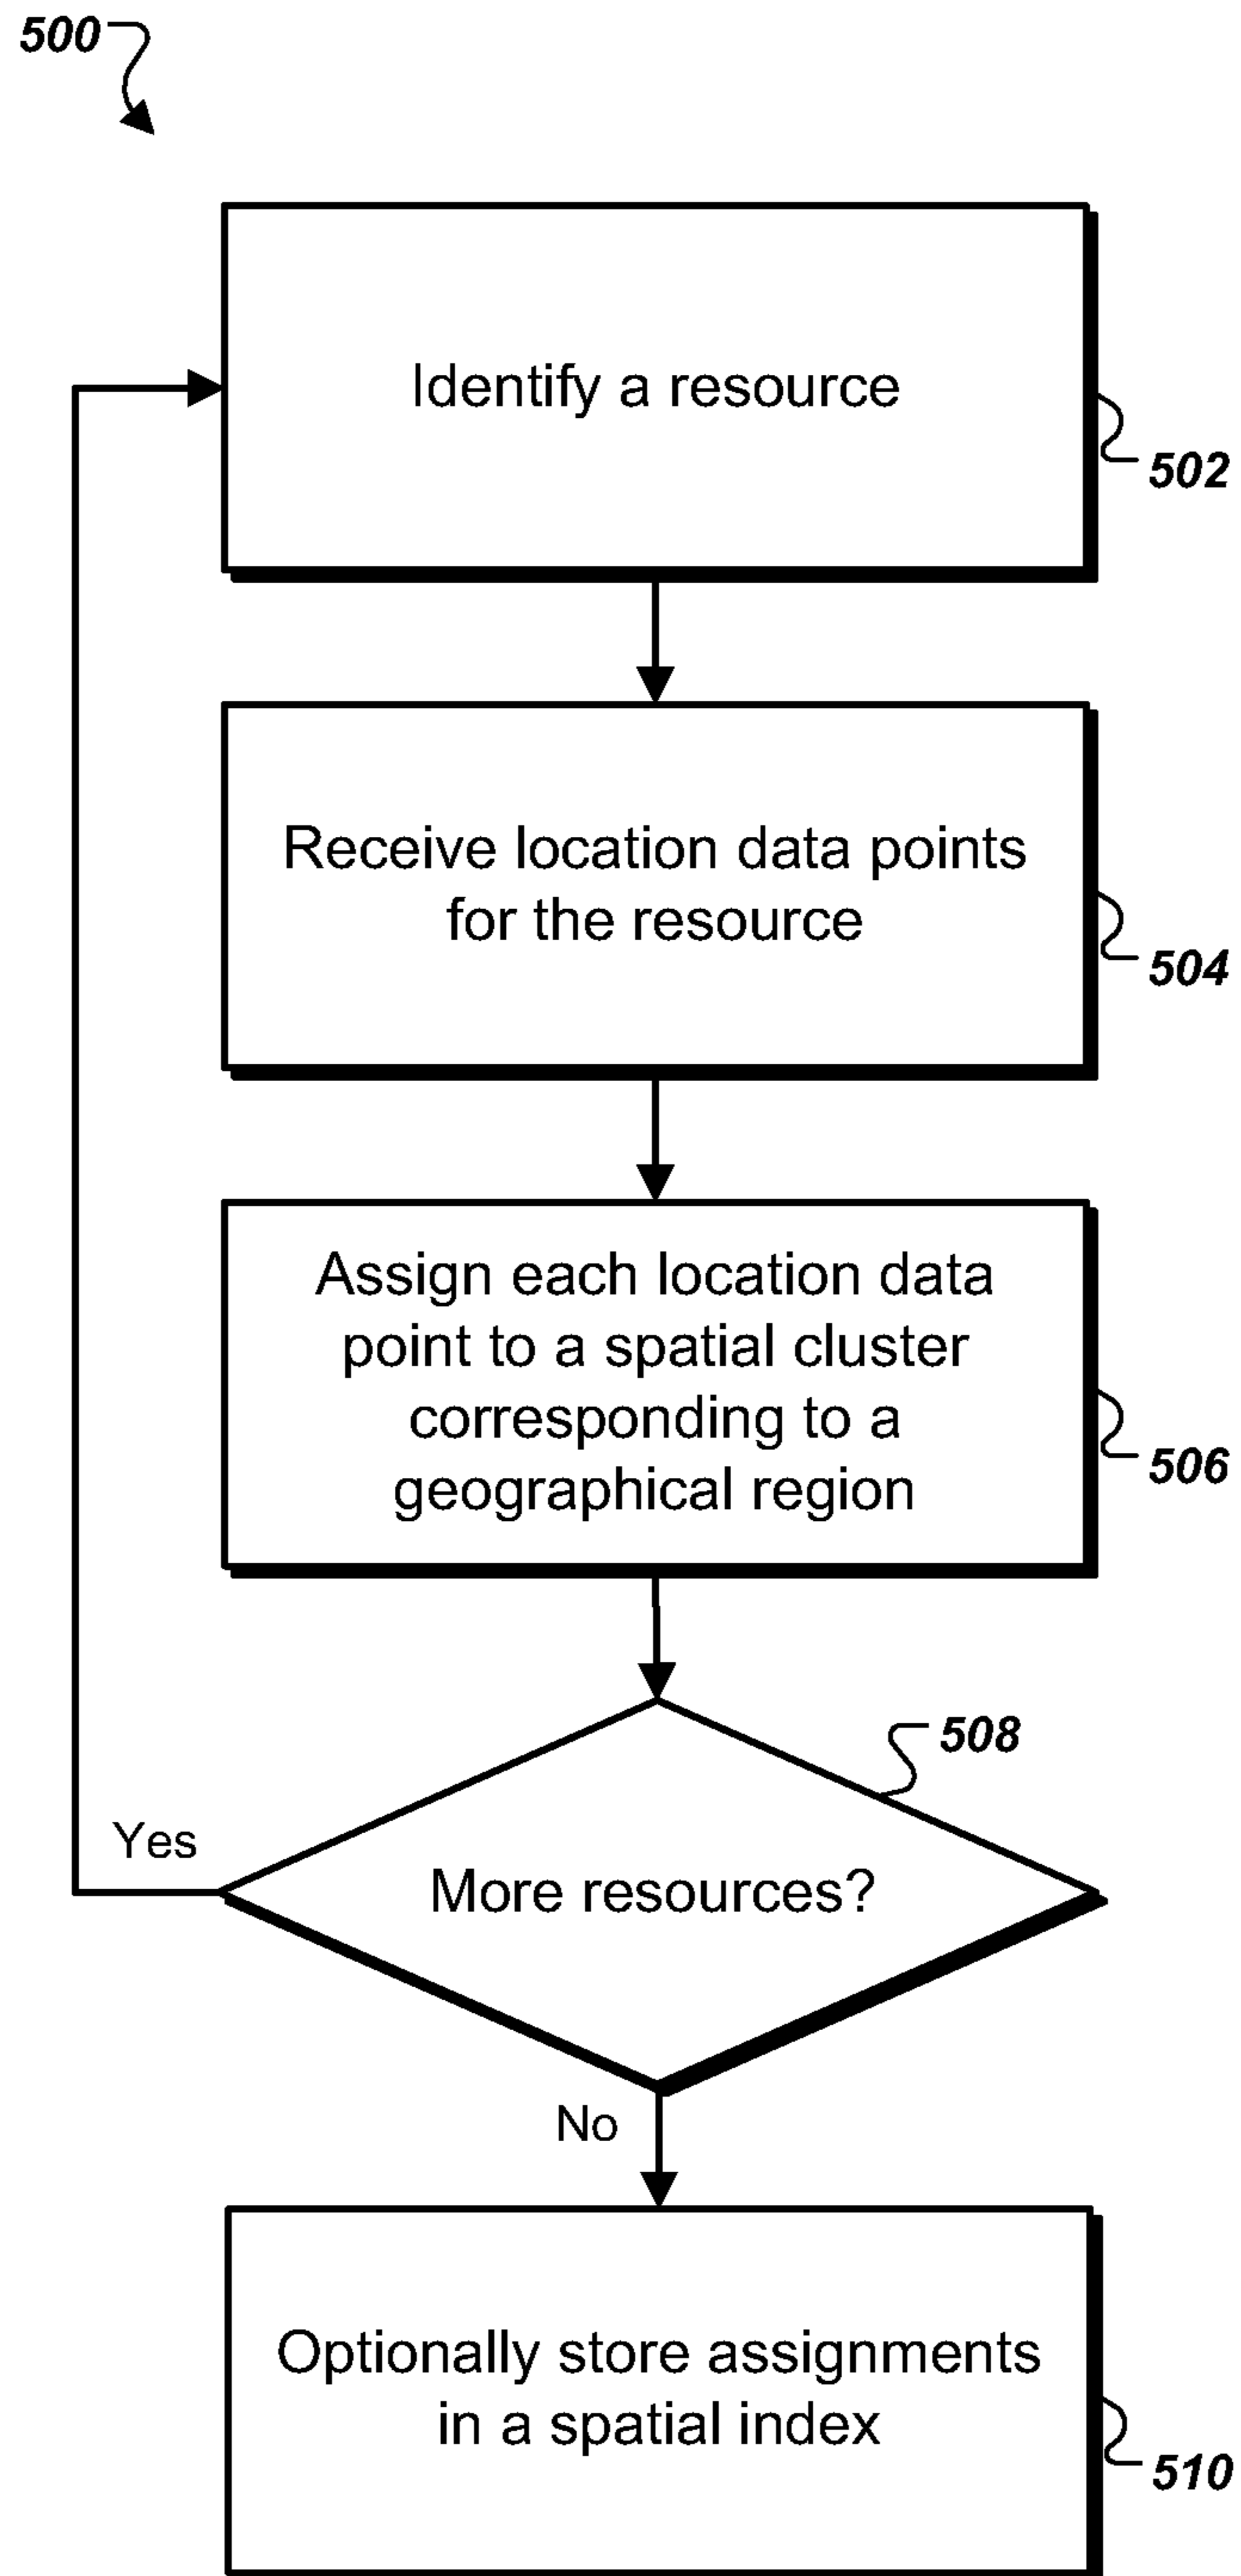 500
Identify a resource
502
Receive location data points
for the resource
504
Assign each location data
point to a spatial cluster
corresponding to a
geographical region
506
508
More resources?
Yes
No
Optionally store assignments
in a spatial index
510